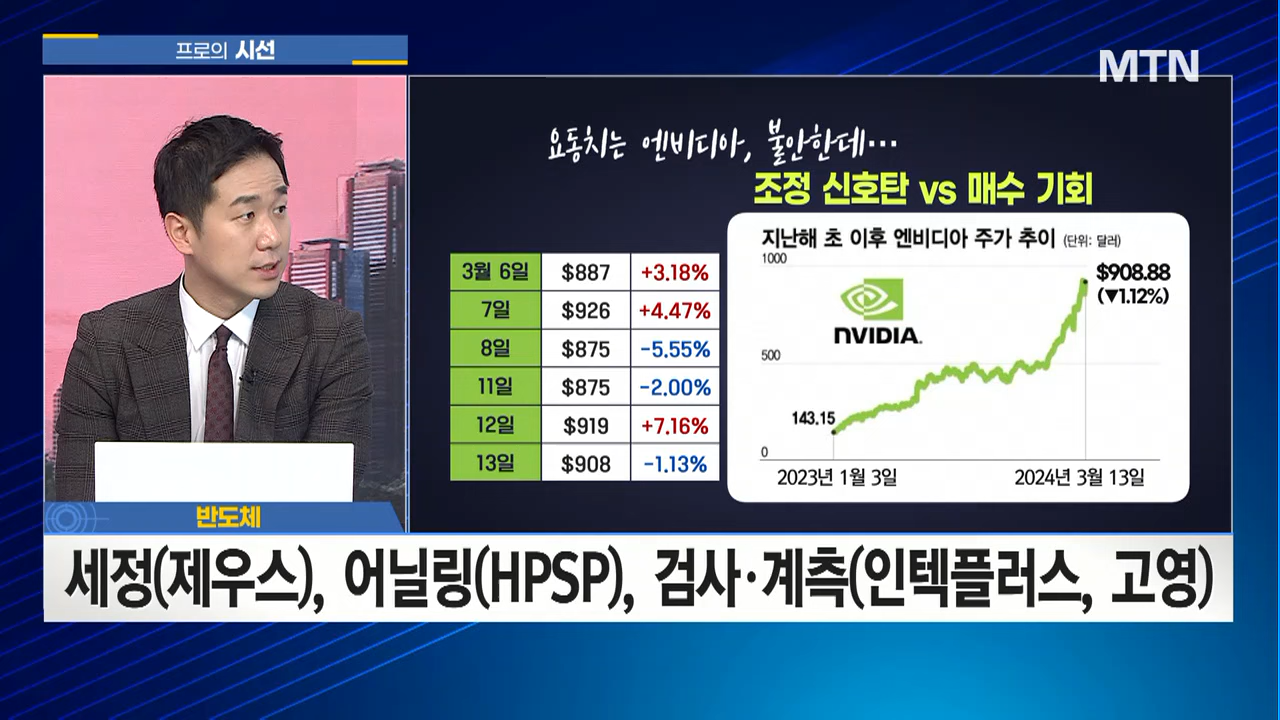 프로의 시선
MTN
요동치는 엔비디아, 불안한데…
조정 신호탄 vs 매수 기회
지난해 초 이후 엔비디아 주가 추이 (단위: 달러)
3월 6일 $887 +3.18%
7일 $926 +4.47%
8일 $875 -5.55%
11일 $875 -2.00%
12일 $919 +7.16%
13일 $908 -1.13%
1000
$908.88
(▼1.12%)
NVIDIA.
500
143.15
0
2023년 1월 3일 2024년 3월 13일
반도체
세정(제우스), 어닐링(HPSP), 검사·계측(인텍플러스, 고영)